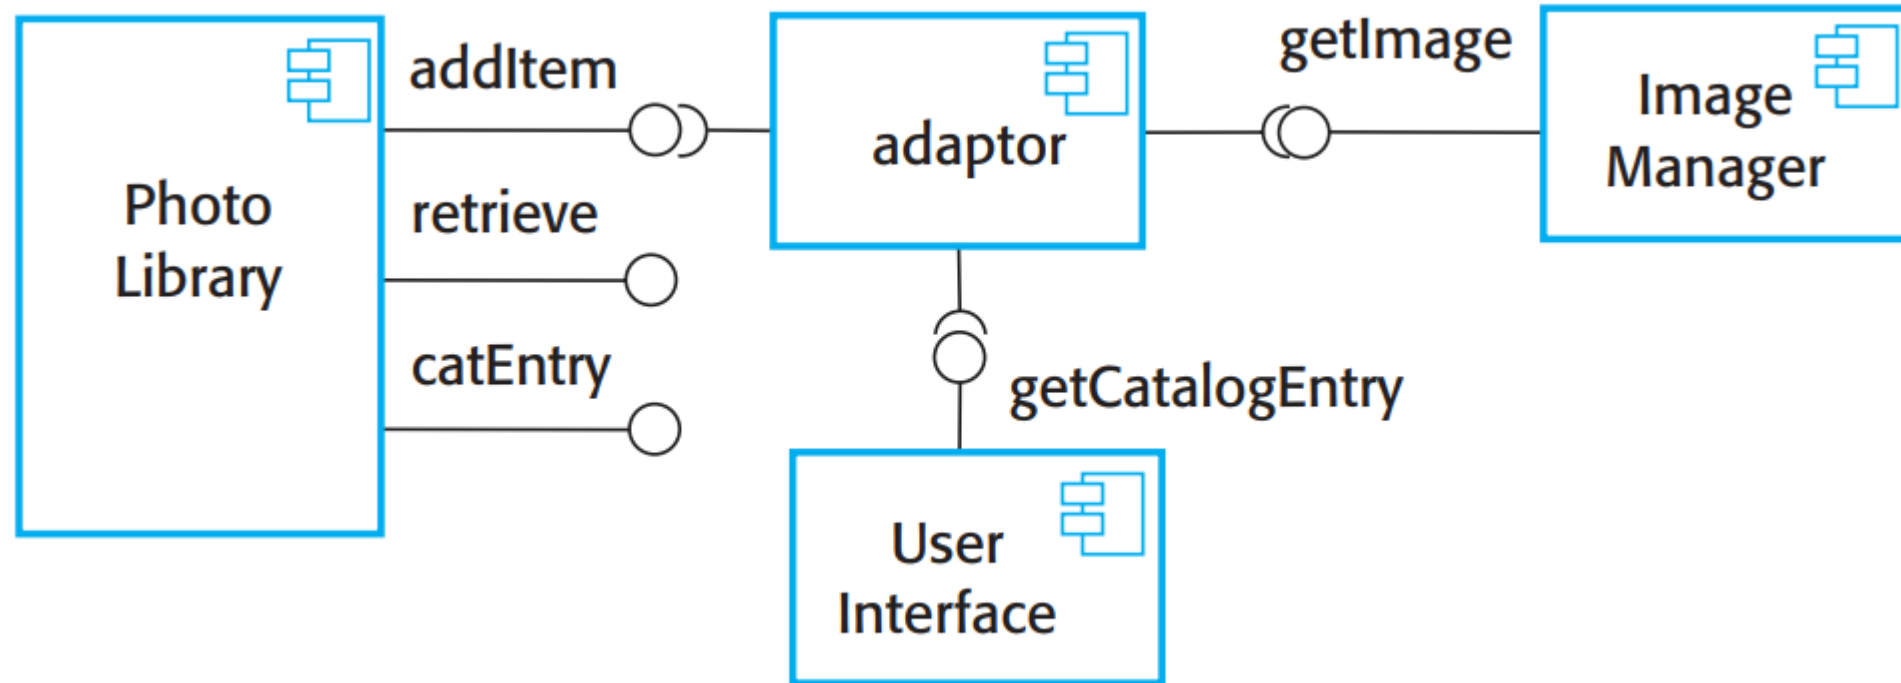 addItem
getImage
Image
Manager
adaptor
Photo
Library
retrieve
catEntry
getCatalogEntry
User
Interface